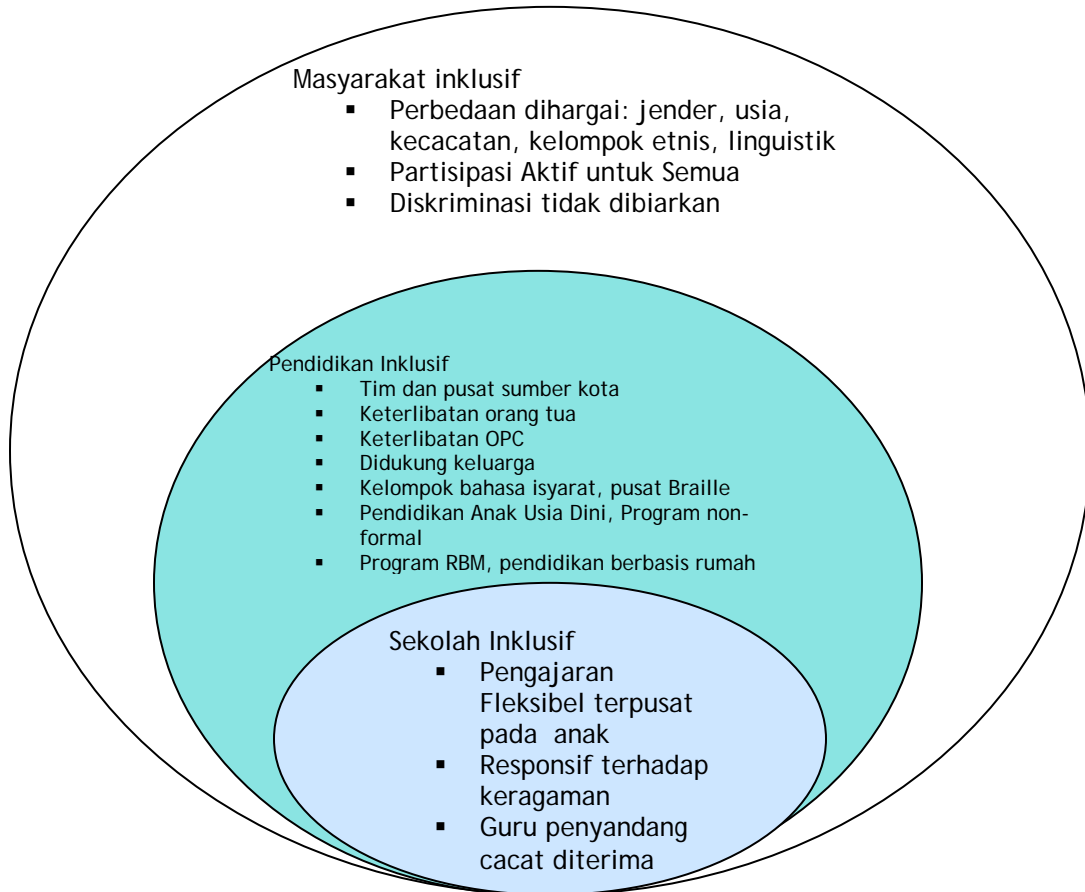 Masyarakat inklusif
▪ Perbedaan dihargai: jender, usia,
kecacatan, kelompok etnis, linguistik
▪ Partisipasi Aktif untuk Semua
▪ Diskriminasi tidak dibiarkan
Pendidikan Inklusif
▪ Tim dan pusat sumber kota
▪ Keterlibatan orang tua
▪ Keterlibatan OPC
▪ Didukung keluarga
▪ Kelompok bahasa isyarat, pusat Braille
▪ Pendidikan Anak Usia Dini, Program non-
formal
▪ Program RBM, pendidikan berbasis rumah
Sekolah Inklusif
▪ Pengajaran
Fleksibel terpusat
pada anak
▪ Responsif terhadap
keragaman
▪ Guru penyandang
cacat diterima